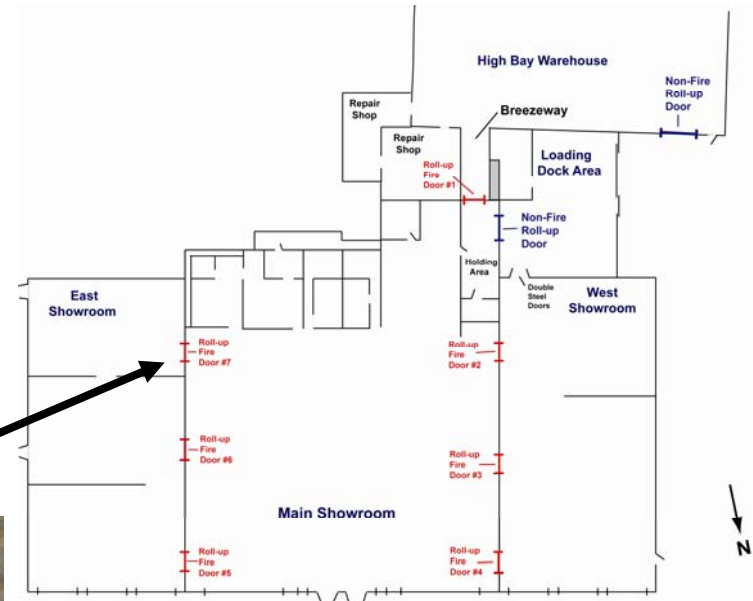 High Bay Warehouse
Non-Fire
Roll-up
Door
Repair
Shop
Breezeway
Repair
Shop
Loading
Dock Area
Roll-up
Fire
Door #1
Non-Fire
Roll-up
Door
Holding
Area
Double
Steel
Doors
East
Showroom
West
Showroom
Roll-up
Fire
Door #7
Roll-up
Fire
Door #2
Roll-up
Fire
Door #6
Roll-up
Fire
Door #3
Main Showroom
N
Roll-up
Fire
Door #5
Roll-up
Fire
Door #4